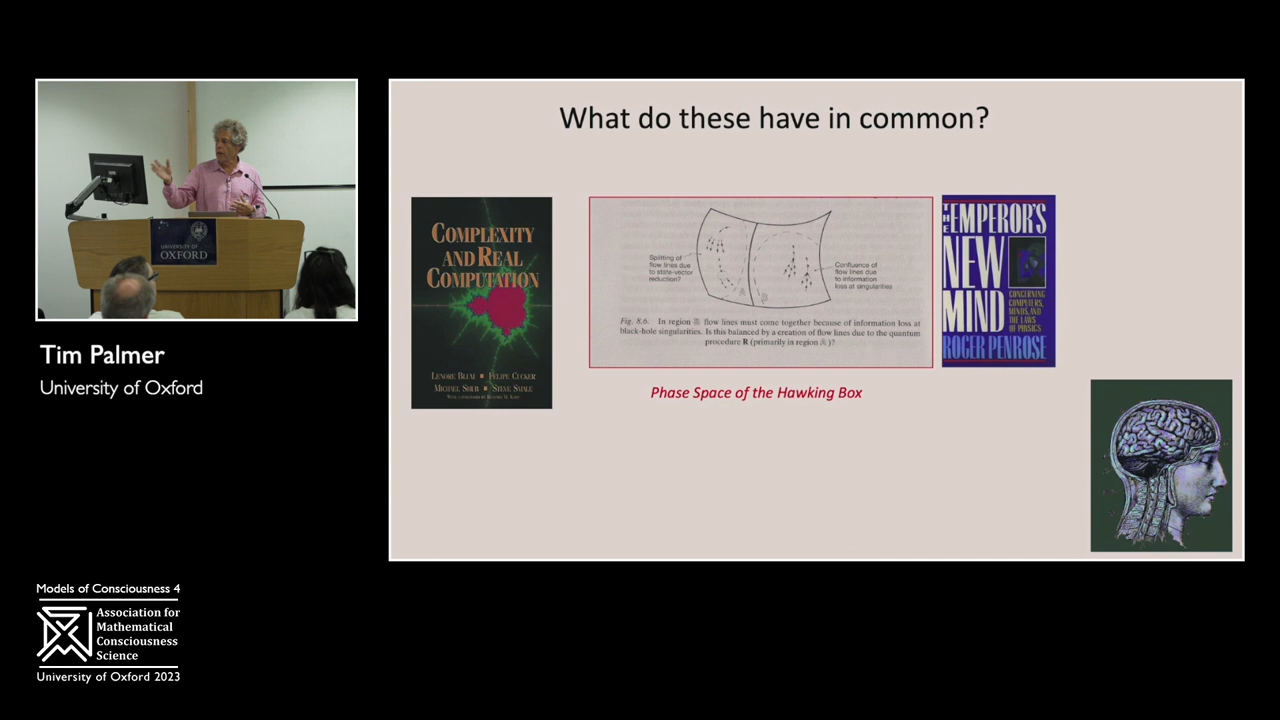 What do these have in common?
COMPLEXITY
AND REAL
COMPUTATION
LENORE BLUM ▪ FELIPE CUCKER
MICHAEL SHUB ▪ STEVE SMALE
WITH A FOREWORD BY RICHARD M. KARP
Splitting of
flow lines due
to state-vector
reduction?
Confluence of
flow lines due
to information
loss at singularities
Fig. 8.6. In region flow lines must come together because of information loss at
black-hole singularities. Is this balanced by a creation of flow lines due to the quantum
procedure R (primarily in region )?
Phase Space of the Hawking Box
THE
EMPEROR'S
NEW
MIND
CONCERNING
COMPUTERS,
MINDS, AND
THE LAWS
OF PHYSICS
ROGER PENROSE
UNIVERSITY OF
OXFORD
Tim Palmer
University of Oxford
Models of Consciousness 4
Association for
Mathematical
Consciousness
Science
University of Oxford 2023